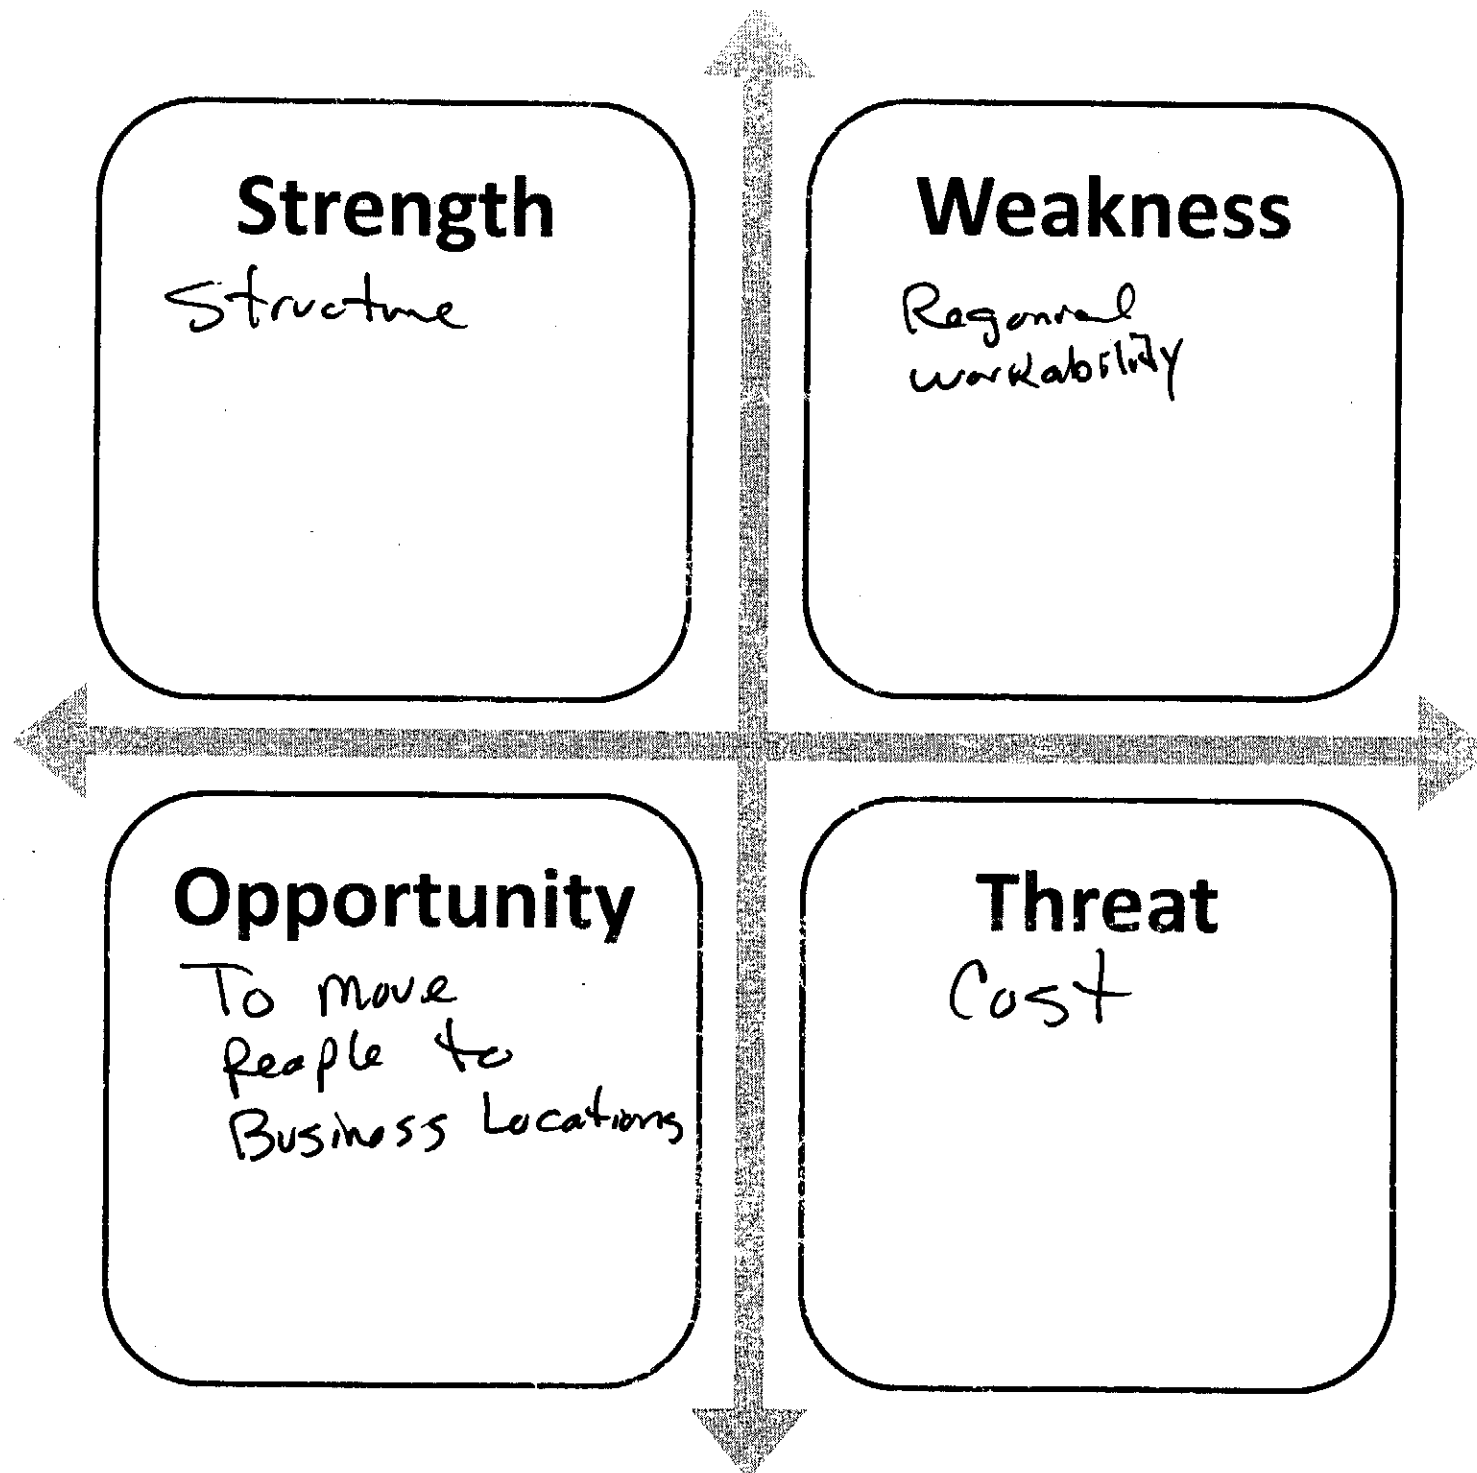 Strength
Structure
Weakness
Regional
workability
Opportunity
To move
People to
Business Locations
Threat
Cost